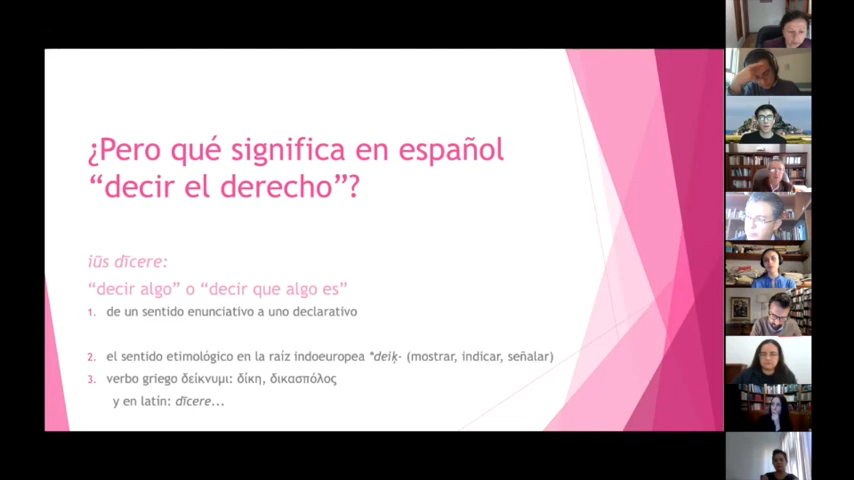 ¿Pero qué significa en español
“decir el derecho”?
iūs dīcere:
“decir algo” o “decir que algo es”
1. de un sentido enunciativo a uno declarativo
2. el sentido etimológico en la raíz indoeuropea *deiḱ- (mostrar, indicar, señalar)
3. verbo griego δείκνυμι: δίκη, δικασπόλος
y en latín: dīcere...